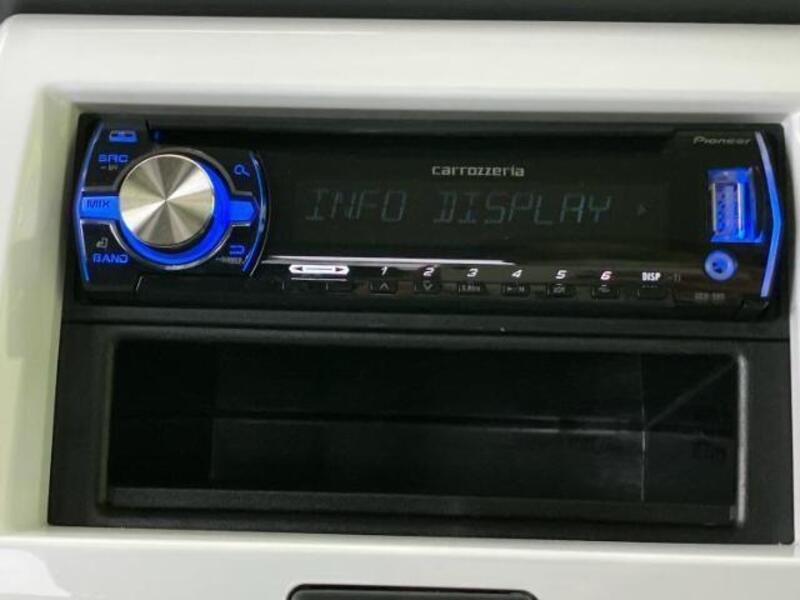 Pioneer
carrozzeria
SRC
MIX
BAND
INFO DISPLAY
1 2 3 4 5 6 DISP